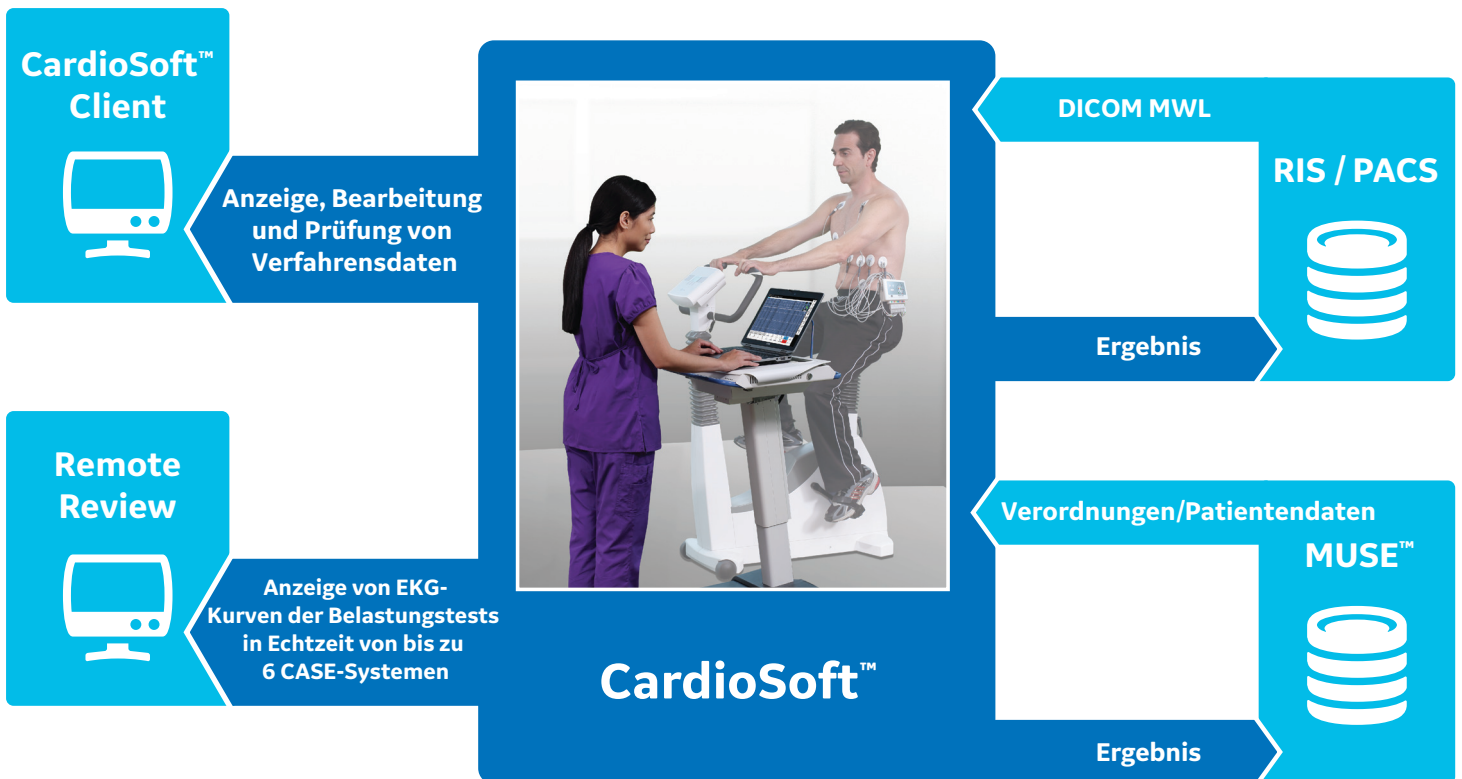 CardioSoft™
Client
Anzeige, Bearbeitung
und Prüfung von
Verfahrensdaten
Remote
Review
Anzeige von EKG-
Kurven der Belastungstests
in Echtzeit von bis zu
6 CASE-Systemen
CardioSoft™
DICOM MWL
RIS / PACS
Ergebnis
Verordnungen/Patientendaten
MUSE™
Ergebnis